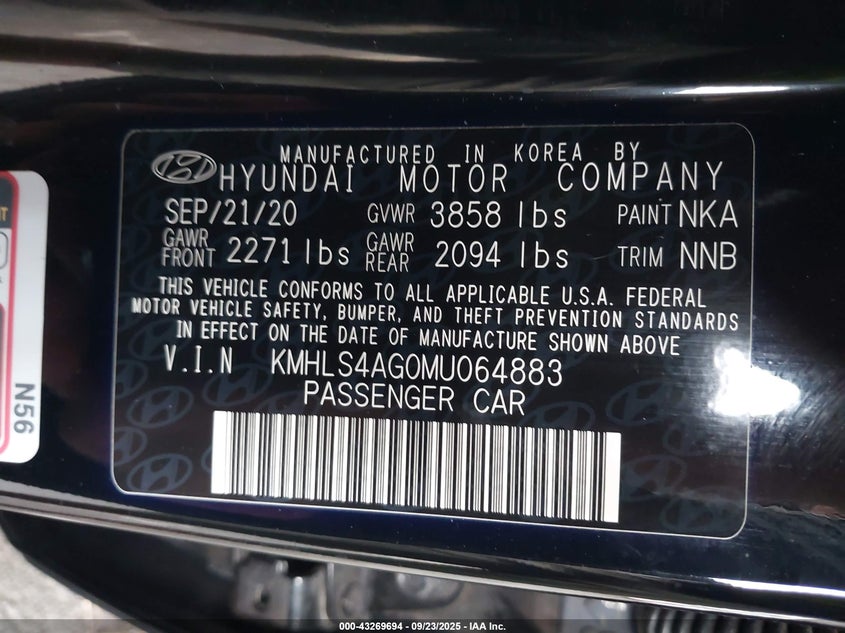 MANUFACTURED IN KOREA BY
HYUNDAI MOTOR COMPANY
SEP/21/20 GVWR 3858 lbs PAINT NKA
GAWR FRONT 2271 lbs GAWR REAR 2094 lbs TRIM NNB
THIS VEHICLE CONFORMS TO ALL APPLICABLE U.S.A. FEDERAL
MOTOR VEHICLE SAFETY, BUMPER, AND THEFT PREVENTION STANDARDS
IN EFFECT ON THE DATE OF MANUFACTURE SHOWN ABOVE
V.I.N KMHLS4AG0MU064883
PASSENGER CAR
N56
000-43269694 - 09/23/2025 - IAA Inc.